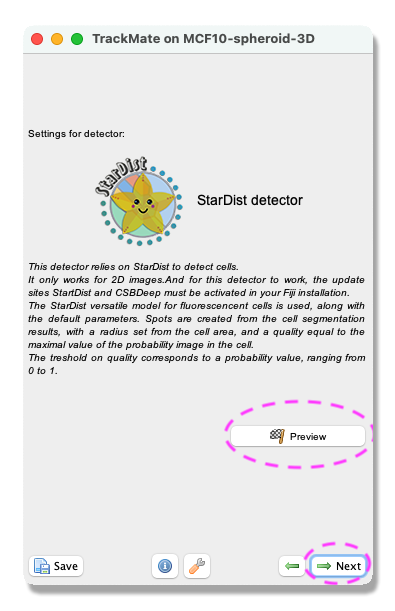 TrackMate on MCF10-spheroid-3D
Settings for detector:
StarDist
StarDist detector
This detector relies on StarDist to detect cells.
It only works for 2D images.And for this detector to work, the update
sites StartDist and CSBDeep must be activated in your Fiji installation.
The StarDist versatile model for fluorescencent cells is used, along with
the default parameters. Spots are created from the cell segmentation
results, with a radius set from the cell area, and a quality equal to the
maximal value of the probability image in the cell.
The treshold on quality corresponds to a probability value, ranging from
0 to 1.
Preview
Save
Next